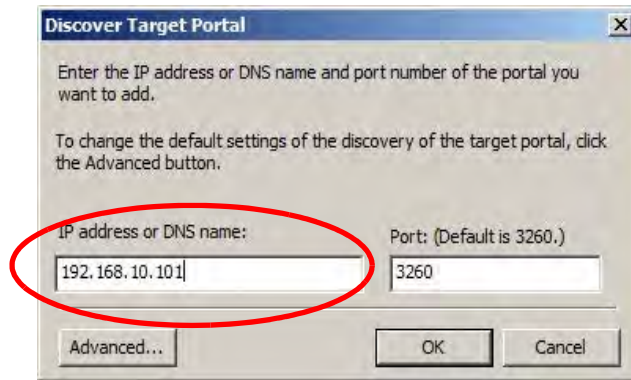 Discover Target Portal
Enter the IP address or DNS name and port number of the portal you
want to add.
To change the default settings of the discovery of the target portal, click
the Advanced button.
IP address or DNS name:
Port: (Default is 3260.)
192.168.10.101
3260
Advanced...
OK
Cancel